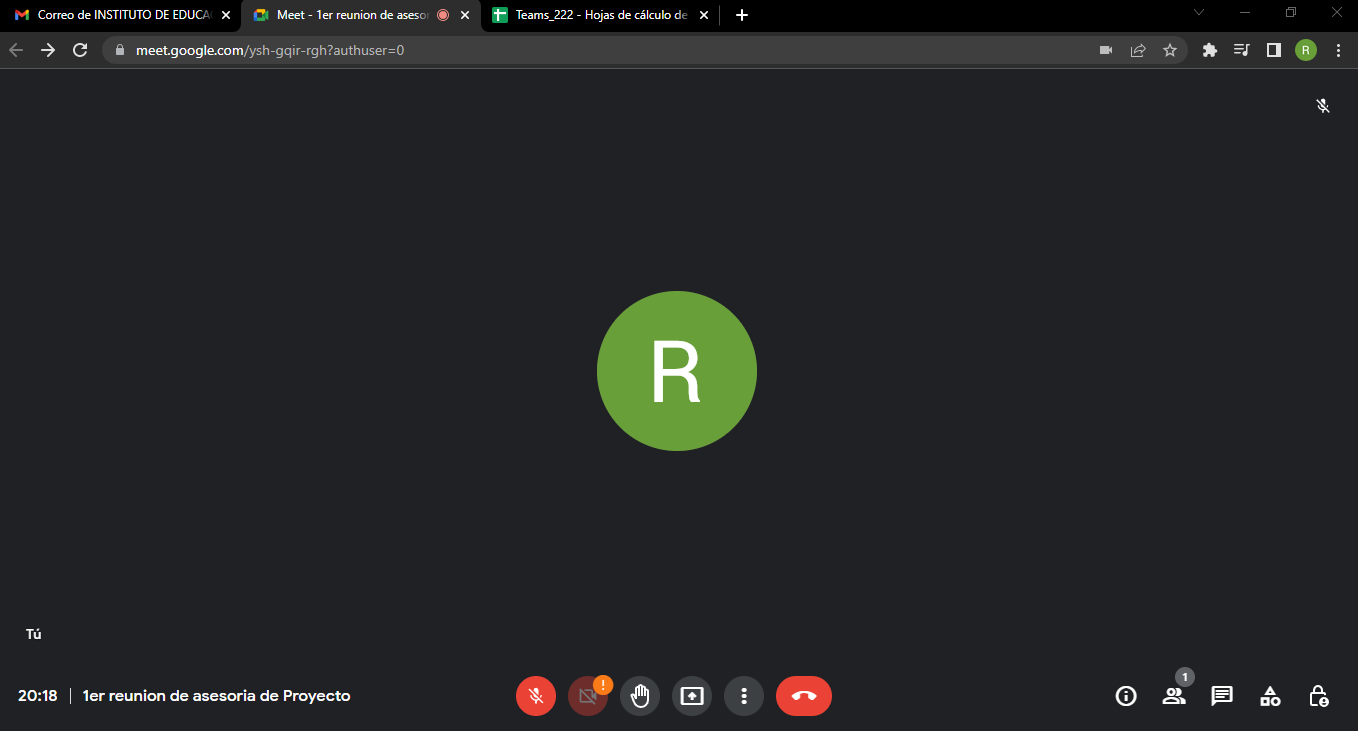 Correo de INSTITUTO DE EDUCA
Meet - 1er reunion de asesor
Teams_222 - Hojas de cálculo de
meet.google.com/ysh-gqir-rgh?authuser=0
R
R
Tú
20:18 | 1er reunion de asesoria de Proyecto
!
1